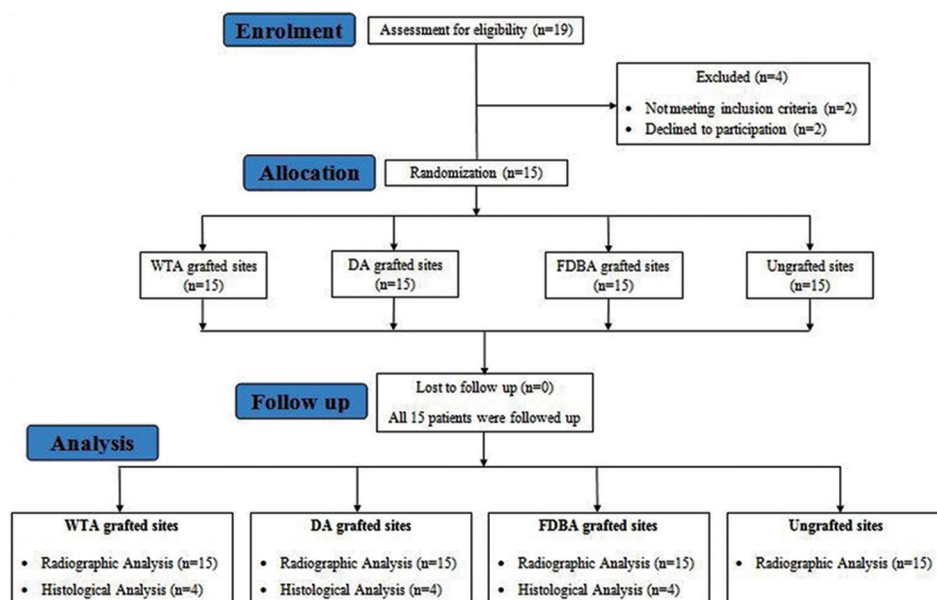 Enrolment
Assessment for eligibility (n=19)
Excluded (n=4)
• Not meeting inclusion criteria (n=2)
• Declined to participation (n=2)
Allocation
Randomization (n=15)
WTA grafted sites
(n=15)
DA grafted sites
(n=15)
FDBA grafted sites
(n=15)
Ungrafted sites
(n=15)
Follow up
Lost to follow up (n=0)
All 15 patients were followed up
Analysis
WTA grafted sites
• Radiographic Analysis (n=15)
• Histological Analysis (n=4)
DA grafted sites
• Radiographic Analysis (n=15)
• Histological Analysis (n=4)
FDBA grafted sites
• Radiographic Analysis (n=15)
• Histological Analysis (n=4)
Ungrafted sites
• Radiographic Analysis (n=15)